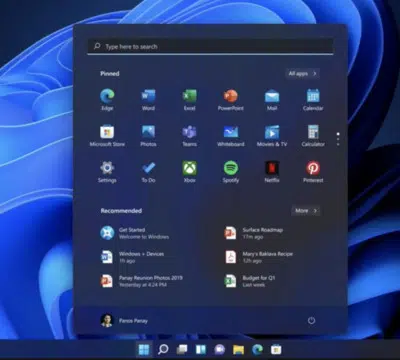 Type here to search
Pinned
All apps >
Edge
Word
Excel
PowerPoint
Mail
Calendar
Microsoft Store
Photos
Teams
Whiteboard
Movies & TV
Calculator
Settings
To Do
Xbox
Spotify
Netflix
Pinterest
Recommended
More >
Get Started
Welcome to Windows
Surface Roadmap
17m ago
Windows + Devices
1h ago
Mary's Baklava Recipe
12h ago
Panay Reunion Photos 2019
Yesterday at 4:24 PM
Budget for Q1
Last week
Panos Panay